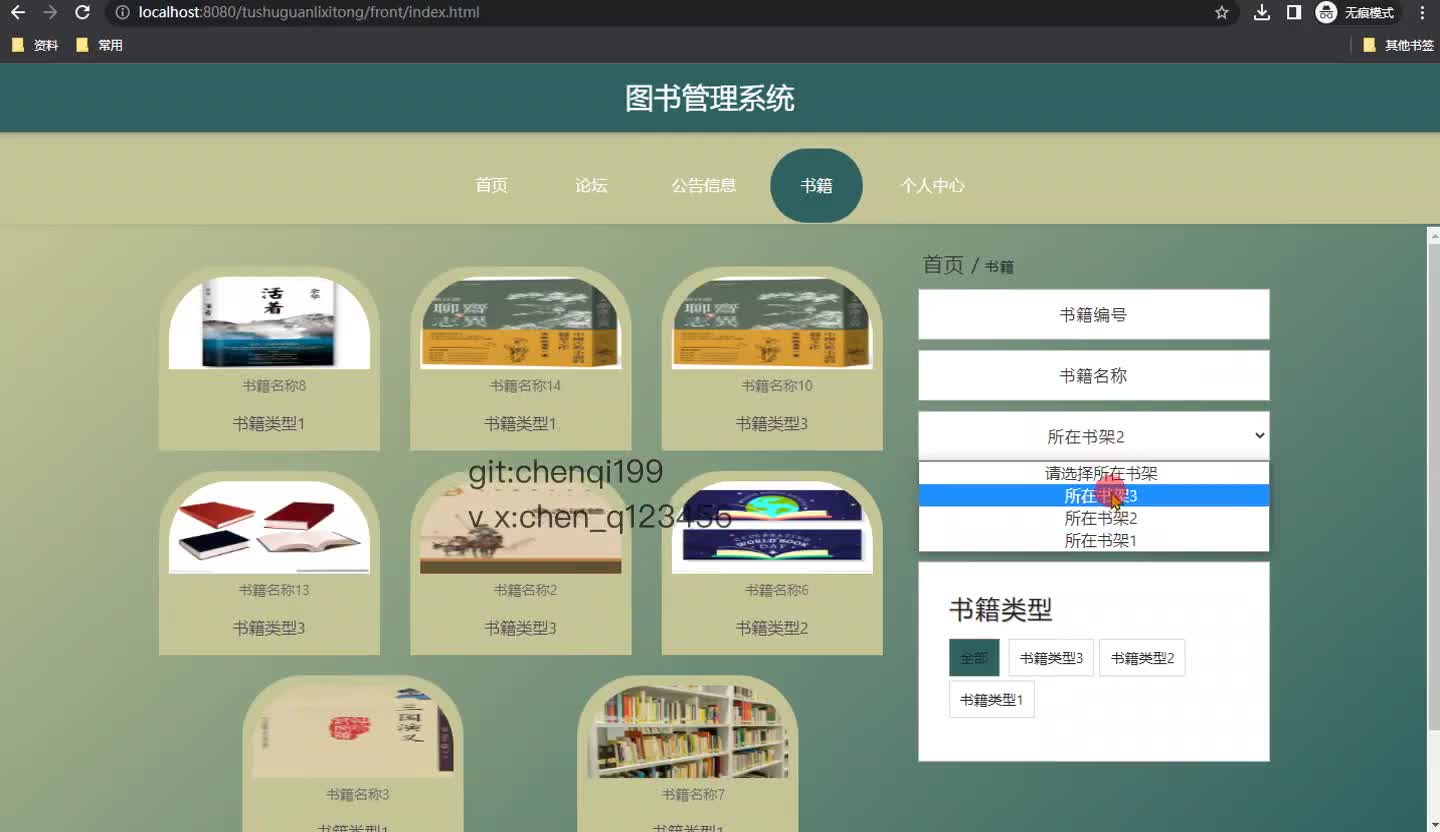 localhost:8080/tushuguanlixitong/front/index.html
无痕模式
资料
常用
其他书签
图书管理系统
首页
论坛
公告信息
书籍
个人中心
活着
余华
书籍名称8
书籍类型1
书籍名称14
书籍类型1
书籍名称10
书籍类型3
git:chenqi199
v x:chen_q123456
书籍名称13
书籍类型3
书籍名称2
书籍类型3
WORLD BOOK
DAY
书籍名称6
书籍类型2
三国演义
书籍名称3
书籍类型1
书籍名称7
书籍类型1
首页 / 书籍
书籍编号
书籍名称
所在书架2
请选择所在书架
所在书架3
所在书架2
所在书架1
书籍类型
全部
书籍类型3
书籍类型2
书籍类型1